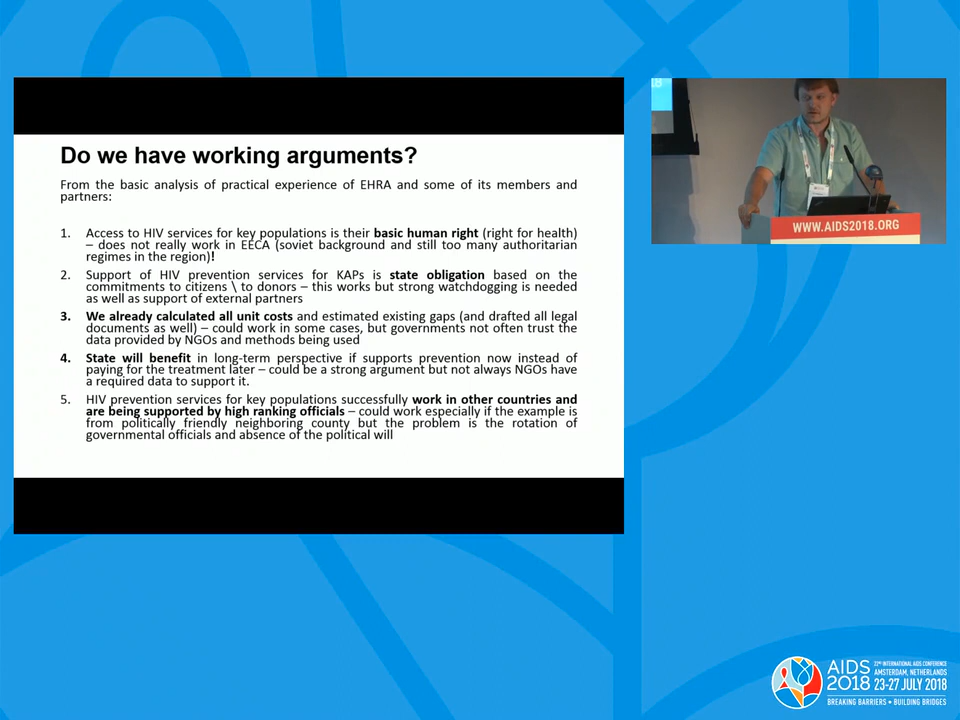 Do we have working arguments?
From the basic analysis of practical experience of EHRA and some of its members and
partners:
1. Access to HIV services for key populations is their basic human right (right for health)
– does not really work in EECA (soviet background and still too many authoritarian
regimes in the region)!
2. Support of HIV prevention services for KAPs is state obligation based on the
commitments to citizens \ to donors – this works but strong watchdogging is needed
as well as support of external partners
3. We already calculated all unit costs and estimated existing gaps (and drafted all legal
documents as well) – could work in some cases, but governments not often trust the
data provided by NGOs and methods being used
4. State will benefit in long-term perspective if supports prevention now instead of
paying for the treatment later – could be a strong argument but not always NGOs have
a required data to support it.
5. HIV prevention services for key populations successfully work in other countries and
are being supported by high ranking officials – could work especially if the example is
from politically friendly neighboring county but the problem is the rotation of
governmental officials and absence of the political will
WWW.AIDS2018.ORG
AIDS
2018
22ND INTERNATIONAL AIDS CONFERENCE
AMSTERDAM, NETHERLANDS
23-27 JULY 2018
BREAKING BARRIERS • BUILDING BRIDGES